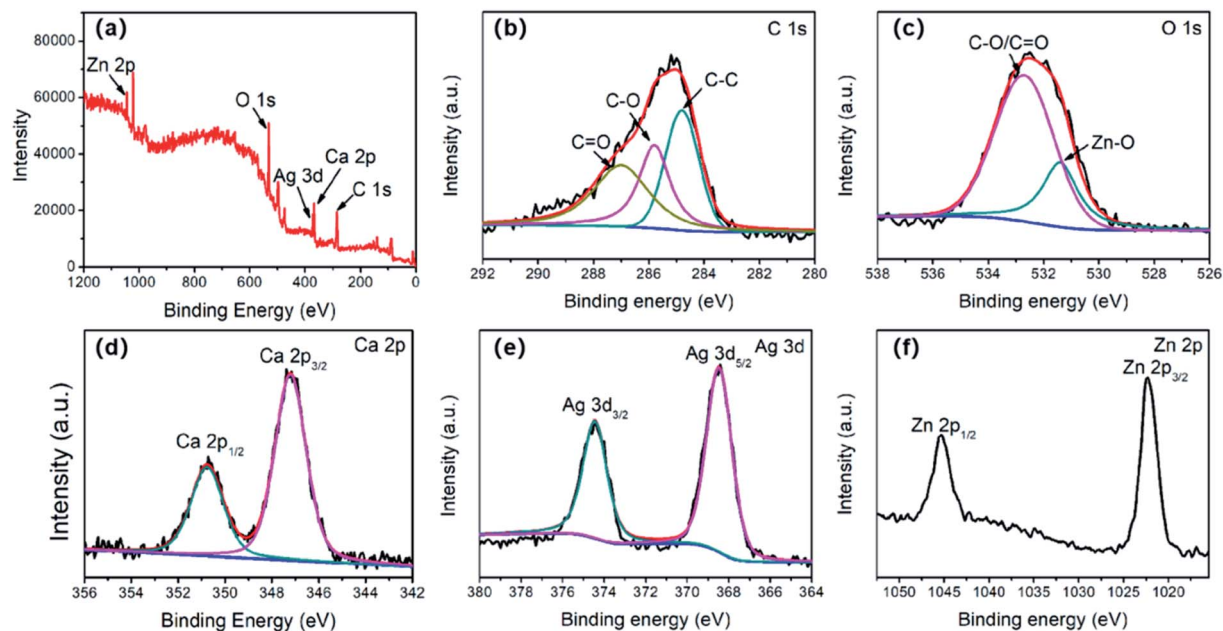 (a)
80000
60000
40000
20000
0
Zn 2p
O 1s
Ag 3d
Ca 2p
C 1s
Intensity
1200 1000 800 600 400 200 0
Binding Energy (eV)
(b)
C 1s
C-C
C-O
C=O
Intensity (a.u.)
292 290 288 286 284 282 280
Binding energy (eV)
(c)
O 1s
C-O/C=O
Zn-O
Intensity (a.u.)
538 536 534 532 530 528 526
Binding energy (eV)
(d)
Ca 2p
Ca 2p3/2
Ca 2p1/2
Intensity (a.u.)
356 354 352 350 348 346 344 342
Binding Energy (eV)
(e)
Ag 3d
Ag 3d5/2
Ag 3d3/2
Intensity (a.u.)
380 378 376 374 372 370 368 366 364
Binding energy (eV)
(f)
Zn 2p
Zn 2p3/2
Zn 2p1/2
Intensity (a.u.)
1050 1045 1040 1035 1030 1025 1020
Binding energy (eV)